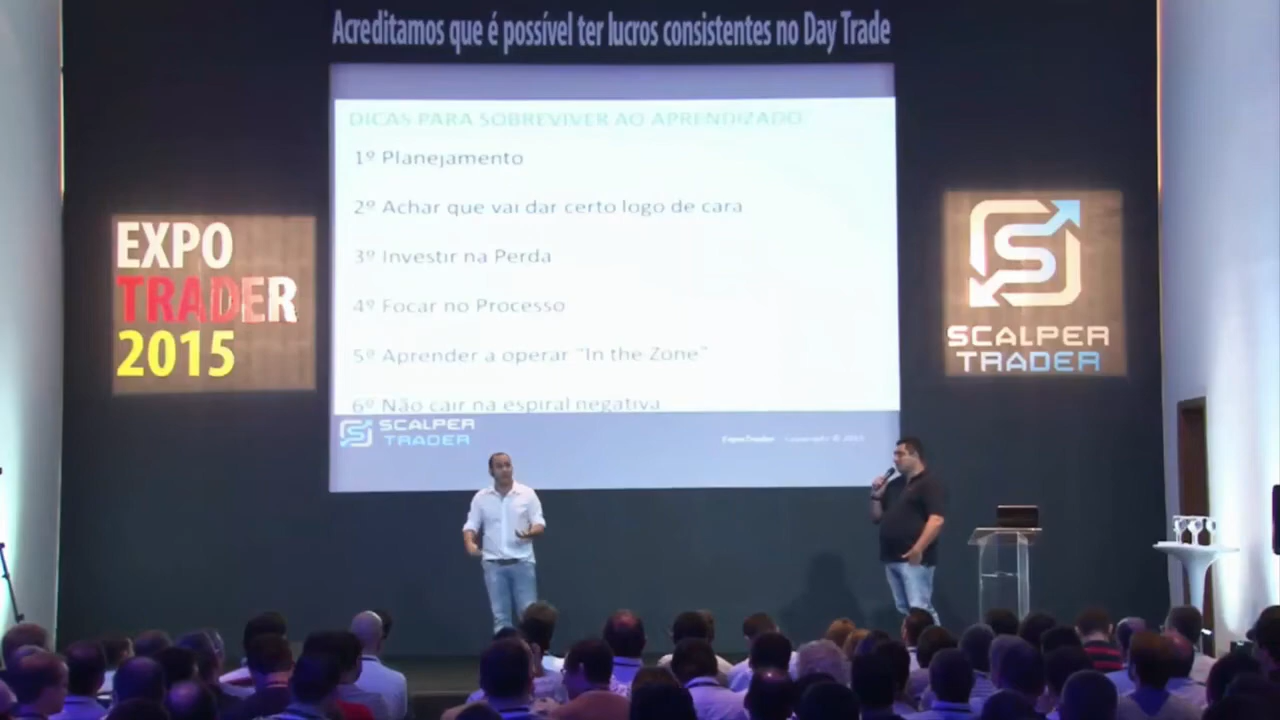 Acreditamos que é possível ter lucros consistentes no Day Trade
DICAS PARA SOBREVIVER AO APRENDIZADO
1º Planejamento
2º Achar que vai dar certo logo de cara
3º Investir na Perda
4º Focar no Processo
5º Aprender a operar "In the Zone"
6º Não cair na espiral negativa
SCALPER
TRADER
ExpoTrader
EXPO
TRADER
2015
S
SCALPER
TRADER